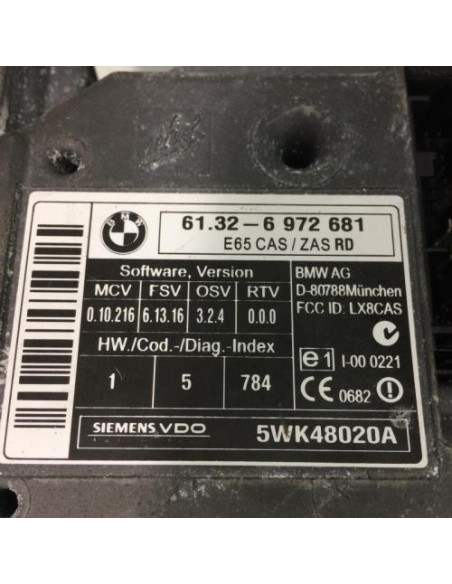 BMW
61.32-6 972 681
E65 CAS/ZAS RD
Software, Version
MCV FSV OSV RTV
0.10.216 6.13.16 3.2.4 0.0.0
HW./Cod.-/Diag.-Index
1 5 784
BMW AG
D-80788München
FCC ID. LX8CAS
e1 I-00 0221
CE 0682
SIEMENS VDO 5WK48020A